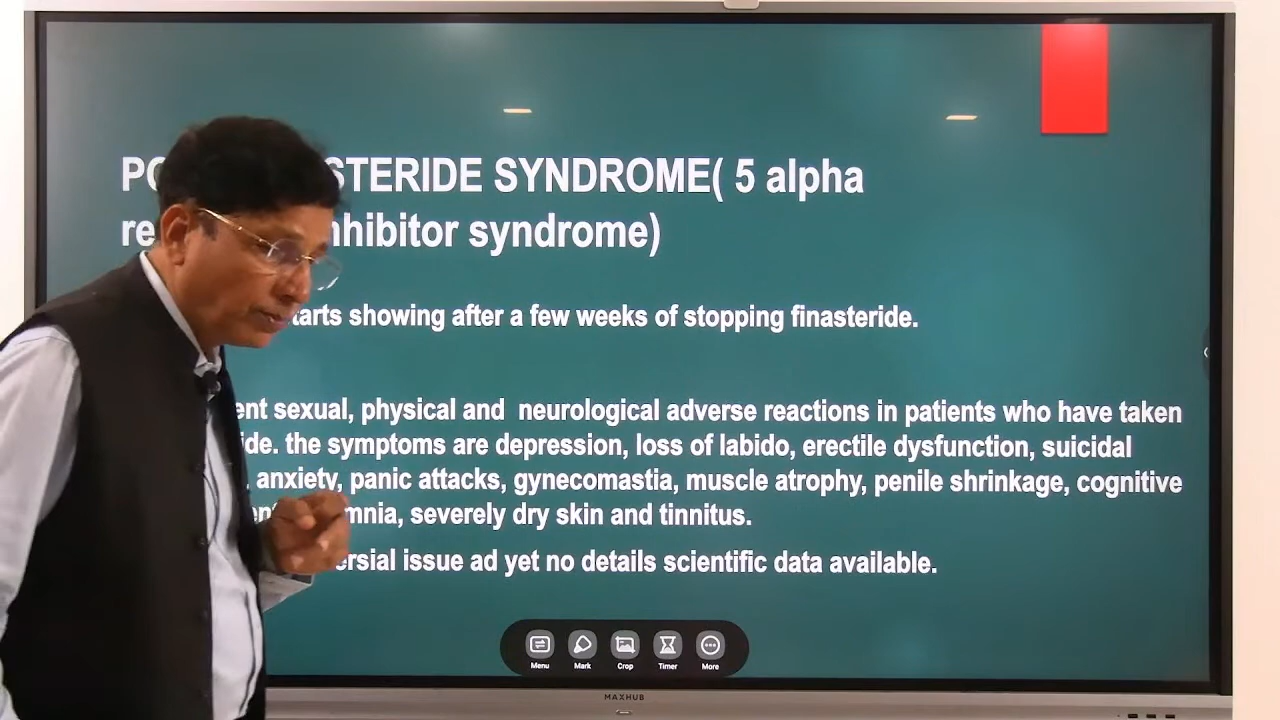 STERIDE SYNDROME( 5 alpha
nhibitor syndrome)
tarts showing after a few weeks of stopping finasteride.
ent sexual, physical and neurological adverse reactions in patients who have taken
ide. the symptoms are depression, loss of labido, erectile dysfunction, suicidal
, anxiety, panic attacks, gynecomastia, muscle atrophy, penile shrinkage, cognitive
mnia, severely dry skin and tinnitus.
ersial issue ad yet no details scientific data available.
Menu Mark Crop Timer More
MAXHUB